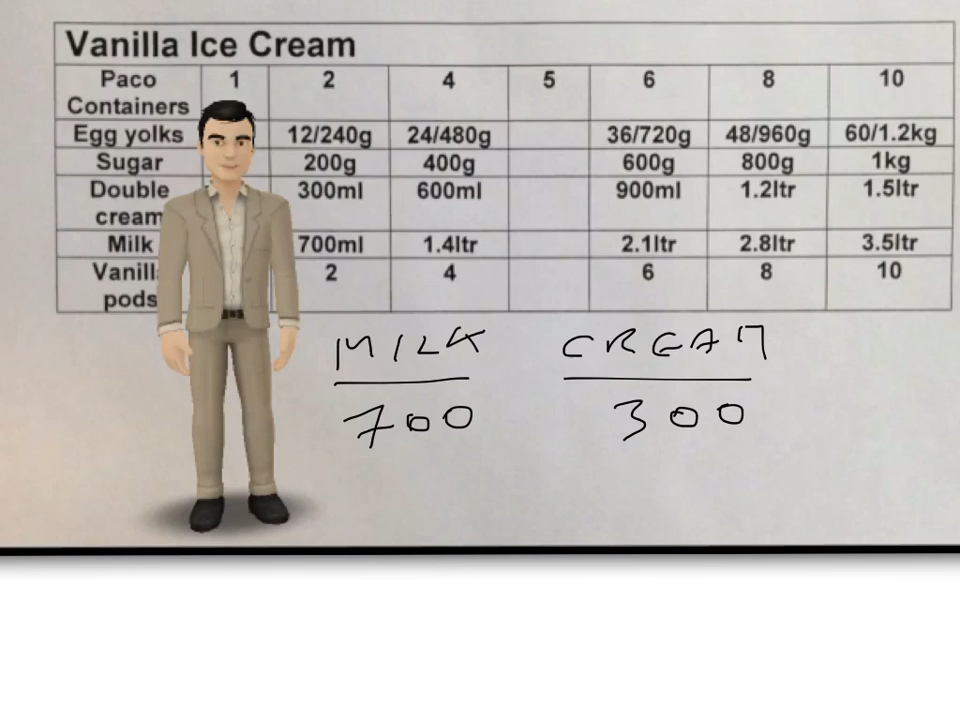 Vanilla Ice Cream
Paco Containers 1 2 4 5 6 8 10
Egg yolks 12/240g 24/480g 36/720g 48/960g 60/1.2kg
Sugar 200g 400g 600g 800g 1kg
Double cream 300ml 600ml 900ml 1.2ltr 1.5ltr
Milk 700ml 1.4ltr 2.1ltr 2.8ltr 3.5ltr
Vanill pods 2 4 6 8 10
MILK CREAM
700 300